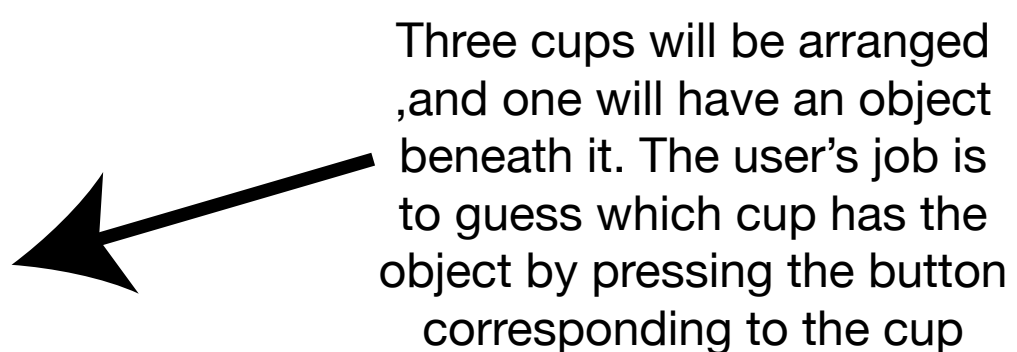 Three cups will be arranged
,and one will have an object
beneath it. The user’s job is
to guess which cup has the
object by pressing the button
corresponding to the cup